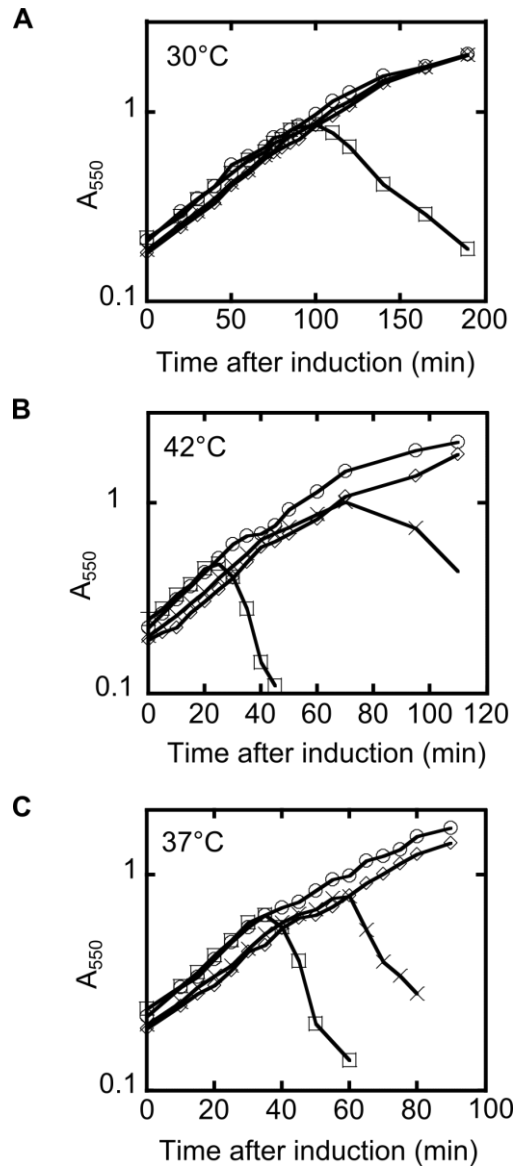 A
30°C
1
A550
0.1
0 50 100 150 200
Time after induction (min)
B
42°C
1
A550
0.1
0 20 40 60 80 100 120
Time after induction (min)
C
37°C
1
A550
0.1
0 20 40 60 80 100
Time after induction (min)